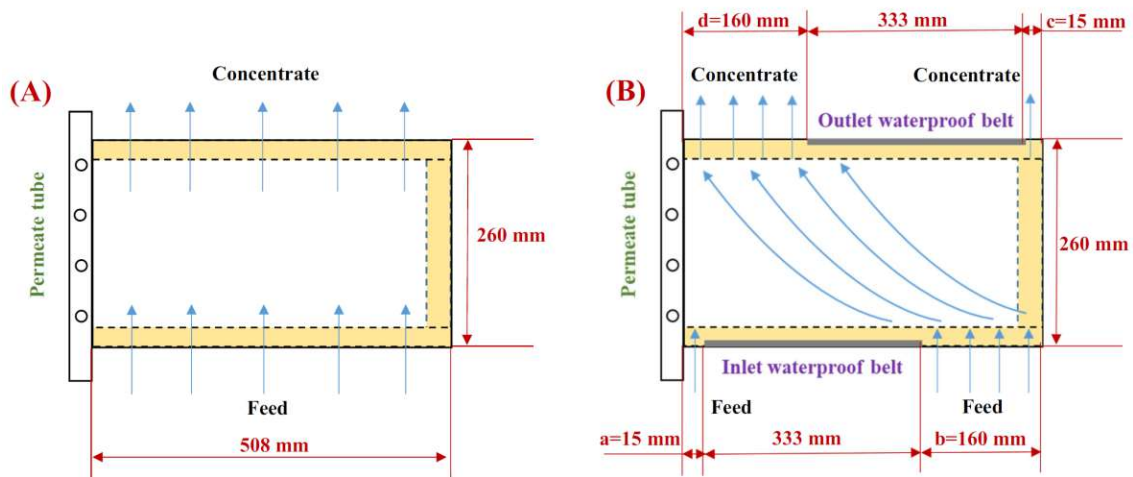 (A)
Concentrate
Permeate tube
260 mm
Feed
508 mm
(B)
d=160 mm
333 mm
c=15 mm
Concentrate
Concentrate
Outlet waterproof belt
Permeate tube
260 mm
Inlet waterproof belt
Feed
Feed
a=15 mm
333 mm
b=160 mm